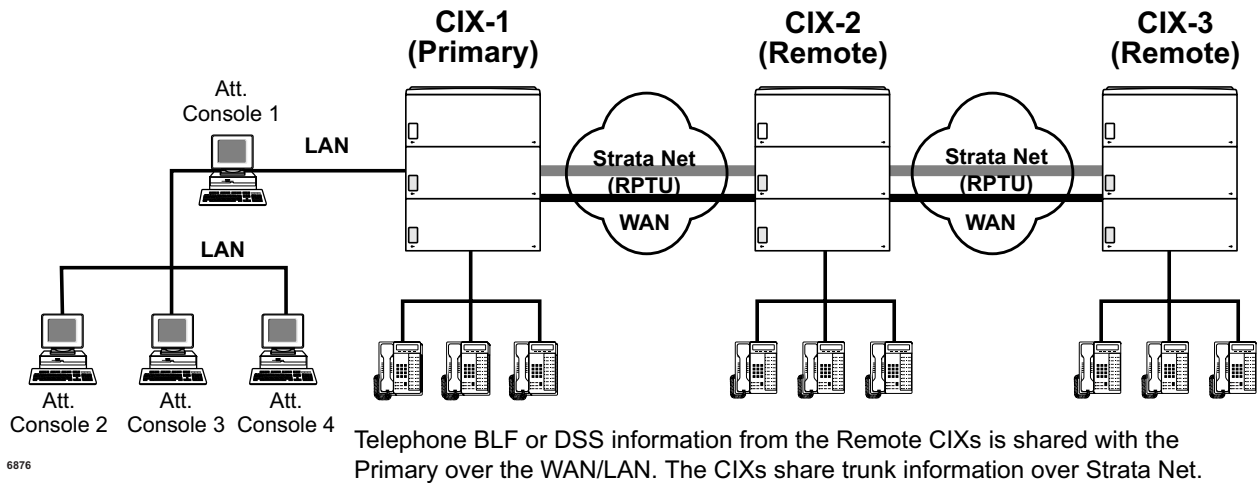 CIX-1
(Primary)
CIX-2
(Remote)
CIX-3
(Remote)
Att.
Console 1
LAN
Strata Net
(RPTU)
WAN
Strata Net
(RPTU)
WAN
LAN
Att.
Console 2
Att.
Console 3
Att.
Console 4
Telephone BLF or DSS information from the Remote CIXs is shared with the
Primary over the WAN/LAN. The CIXs share trunk information over Strata Net.
6876